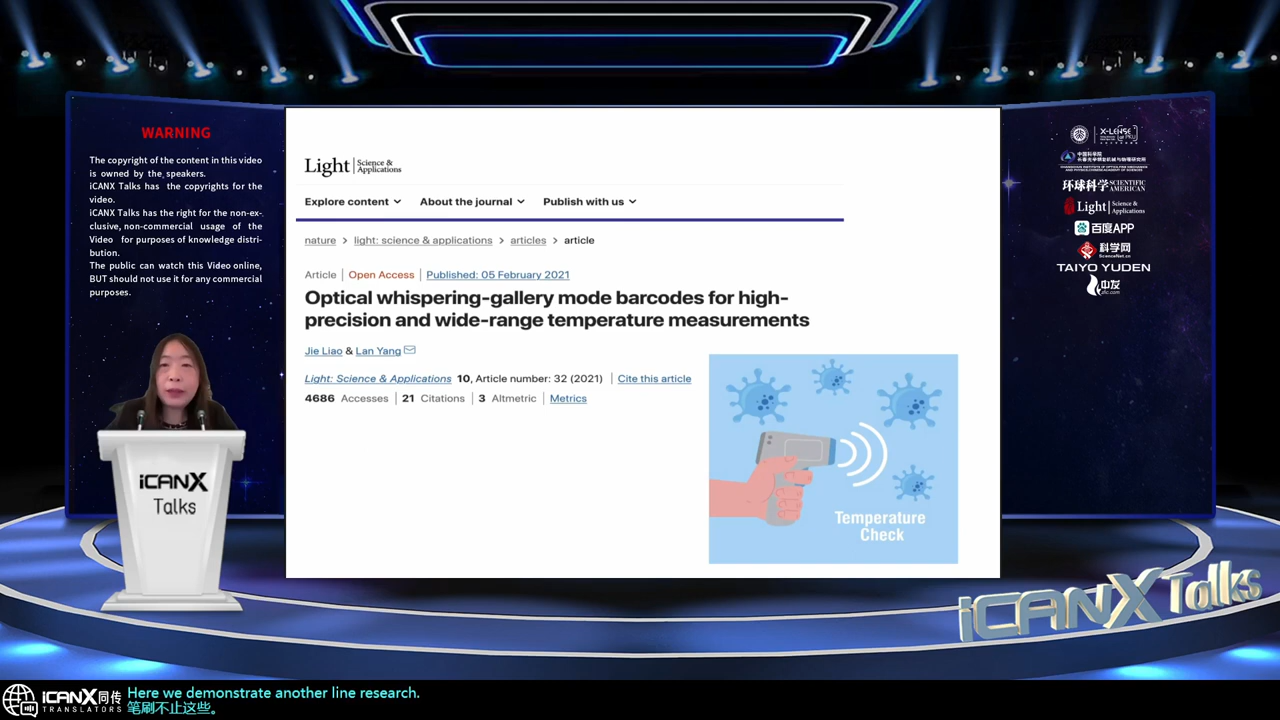 WARNING
The copyright of the content in this video
is owned by the speakers.
iCANX Talks has the copyrights for the
video.
iCANX Talks has the right for the non-ex-
clusive, non-commercial usage of the
Video for purposes of knowledge distri-
bution.
The public can watch this Video online,
BUT should not use it for any commercial
purposes.
iCANX
Talks
Light Science &
Applications
Explore content
About the journal
Publish with us
nature > light: science & applications > articles > article
Article | Open Access | Published: 05 February 2021
Optical whispering-gallery mode barcodes for high-
precision and wide-range temperature measurements
Jie Liao & Lan Yang
Light: Science & Applications 10, Article number: 32 (2021) | Cite this article
4686 Accesses | 21 Citations | 3 Altmetric | Metrics
Temperature
Check
X-LENSE
环球科学 SCIENTIFIC
AMERICAN
Light Science &
Applications
百度APP
科学网
ScienceNet.cn
TAIYO YUDEN
中友
iCANX Talks
iCANX同传
TRANSLATORS
Here we demonstrate another line research.
笔刷不止这些。